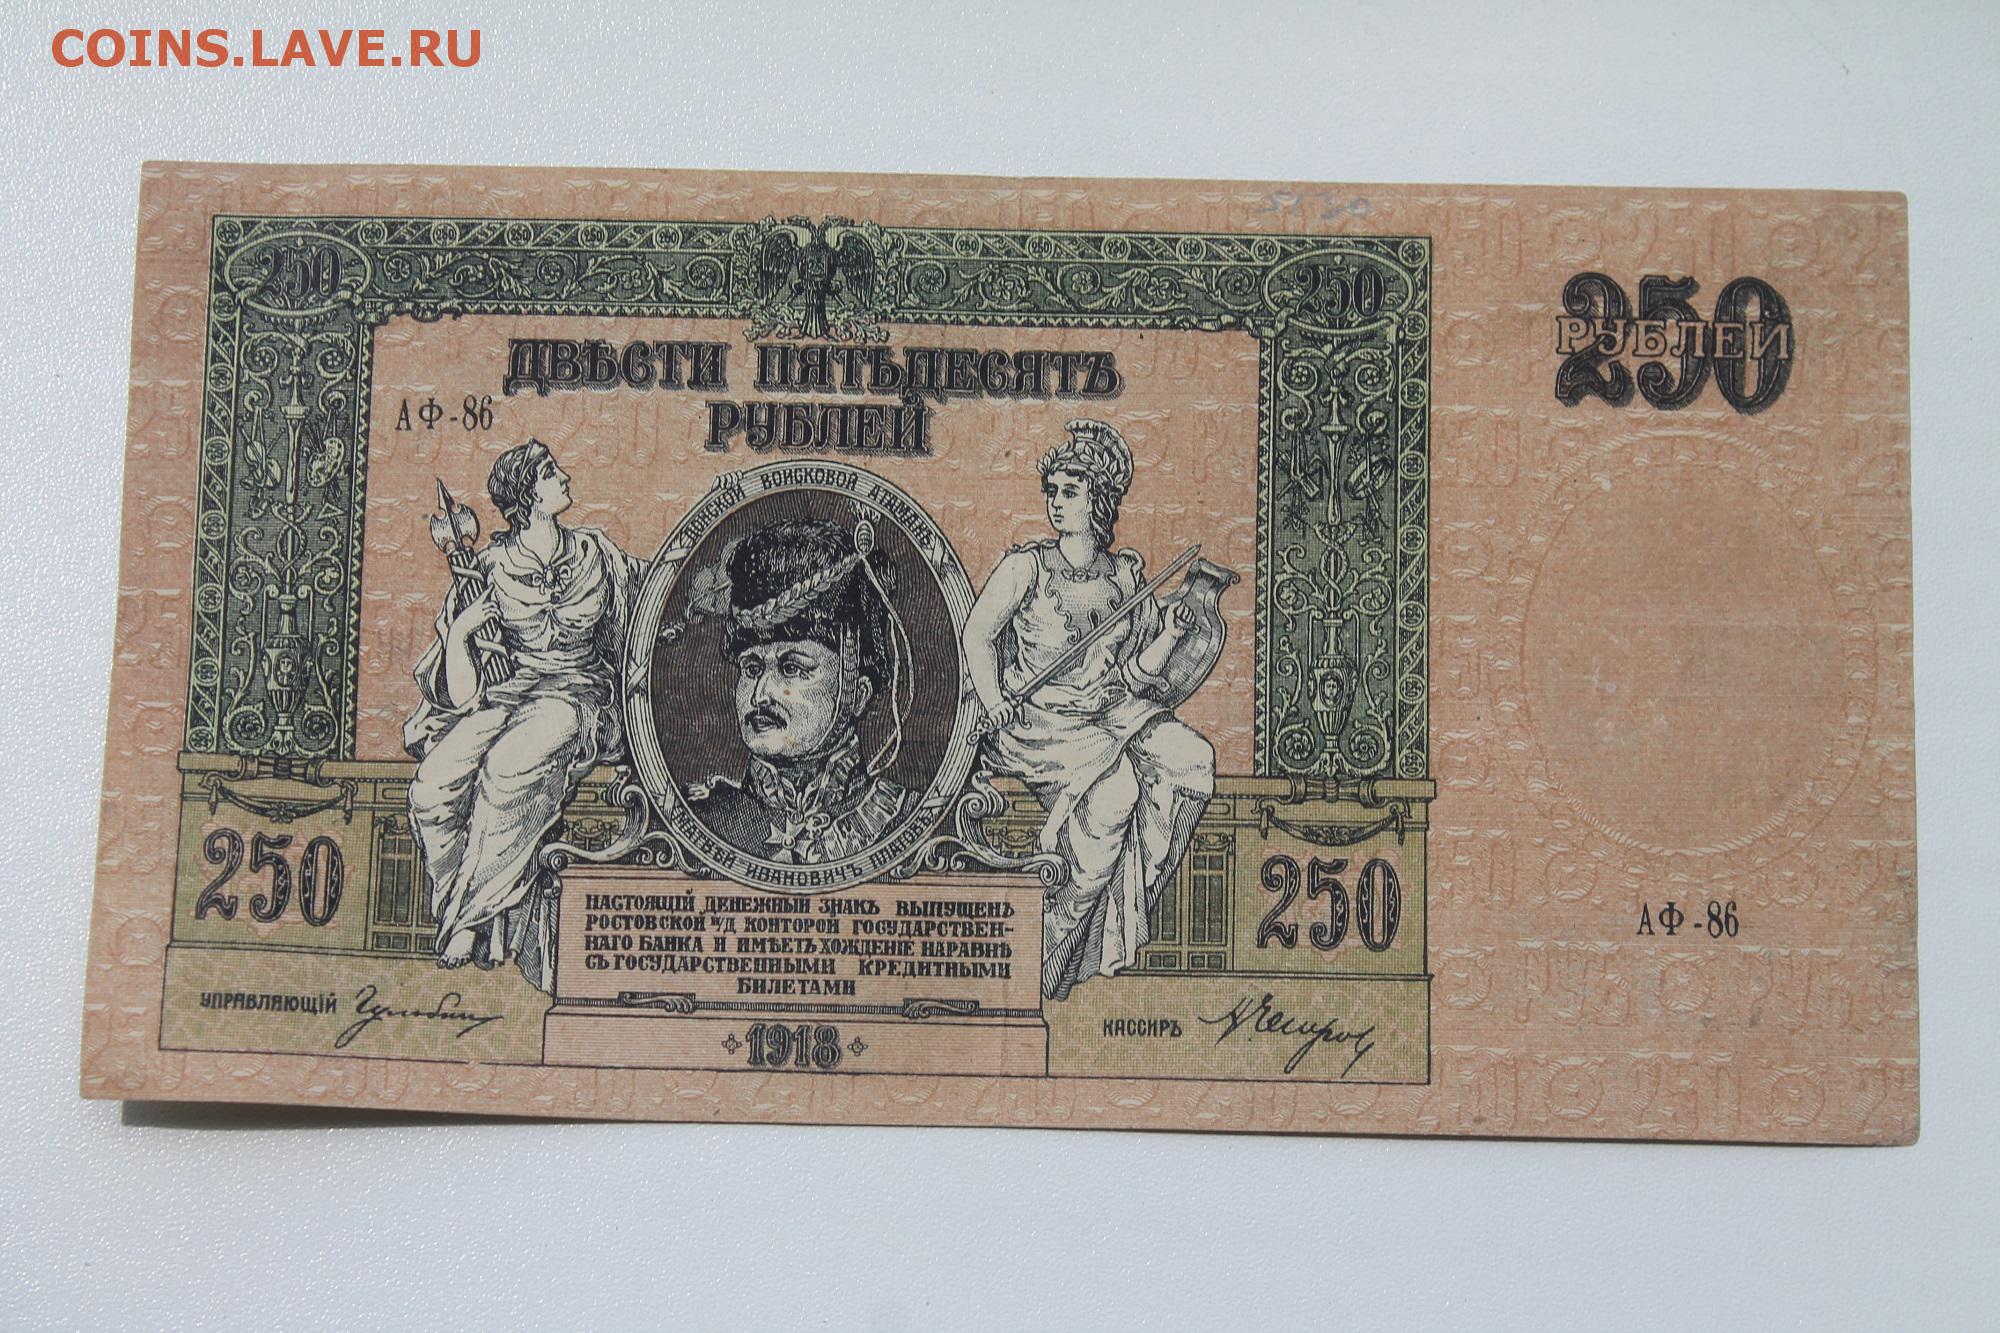 COINS.LAVE.RU
5130
250
250
250
РУБЛЕЙ
ДВѢСТИ ПЯТЬДЕСЯТЪ
РУБЛЕЙ
АФ-86
ДОНСКОЙ ВОЙСКОВОЙ АТАМАНЪ
МАТВѢЙ ИВАНОВИЧЪ ПЛАТОВЪ
250
250
НАСТОЯЩІЙ ДЕНЕЖНЫЙ ЗНАКЪ ВЫПУЩЕНЪ
РОСТОВСКОЙ Н/Д КОНТОРОЙ ГОСУДАРСТВЕН-
НАГО БАНКА И ИМѢЕТЪ ХОЖДЕНІЕ НАРАВНѢ
СЪ ГОСУДАРСТВЕННЫМИ КРЕДИТНЫМИ
БИЛЕТАМИ
АФ-86
УПРАВЛЯЮЩІЙ
КАССИРЪ
1918